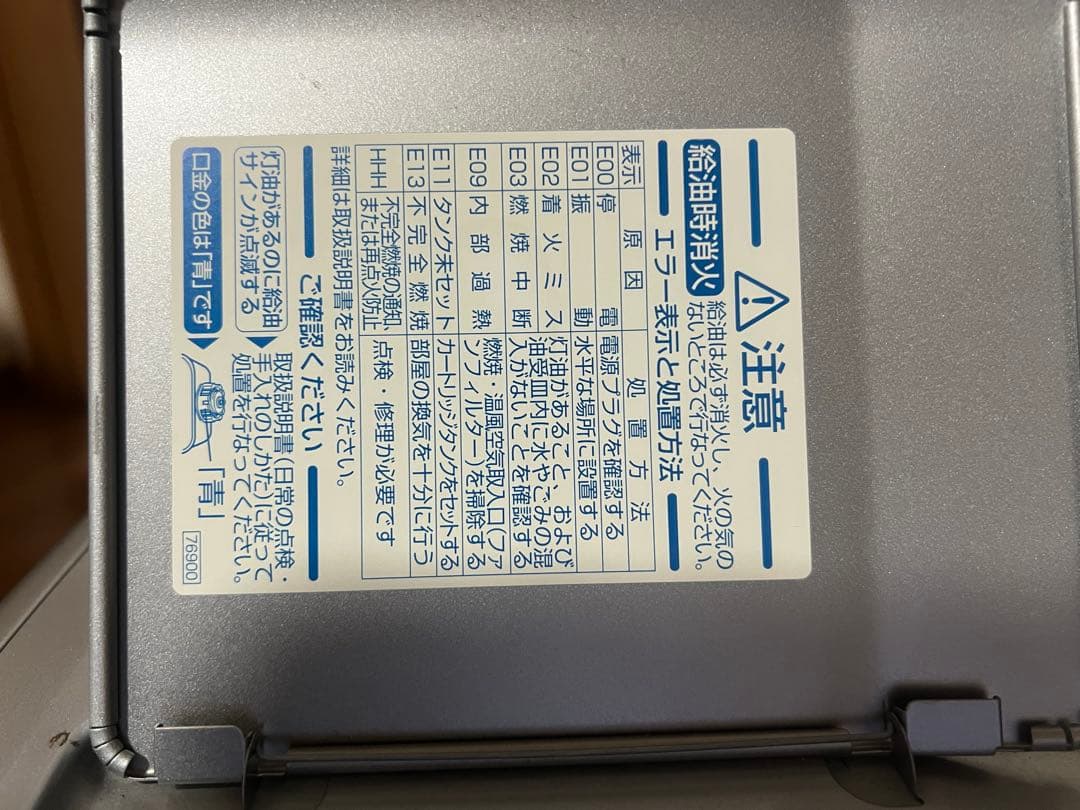 注意
給油時消火
給油は必ず消火し、火の気の
ないところで行なってください。
エラー表示と処置方法
表示 原因 処置方法
E00 停電 電源プラグを確認する
E01 振動 水平な場所に設置する
E02 着火ミス
E03 燃焼中断
灯油があること、および
油受皿内に水やごみの混
入がないことを確認する
E09 内部過熱 燃焼・温風空気取入口(ファ
ンフィルター)を掃除する
E11 タンク未セット カートリッジタンクをセットする
E13 不完全燃焼 部屋の換気を十分に行う
HHH 不完全燃焼の通知、
または再点火防止
点検・修理が必要です
詳細は取扱説明書をお読みください。
ご確認ください
灯油があるのに給油
サインが点滅する
取扱説明書(日常の点検・
手入れのしかた)に従って
処置を行なってください。
口金の色は「青」です
「青」
76900